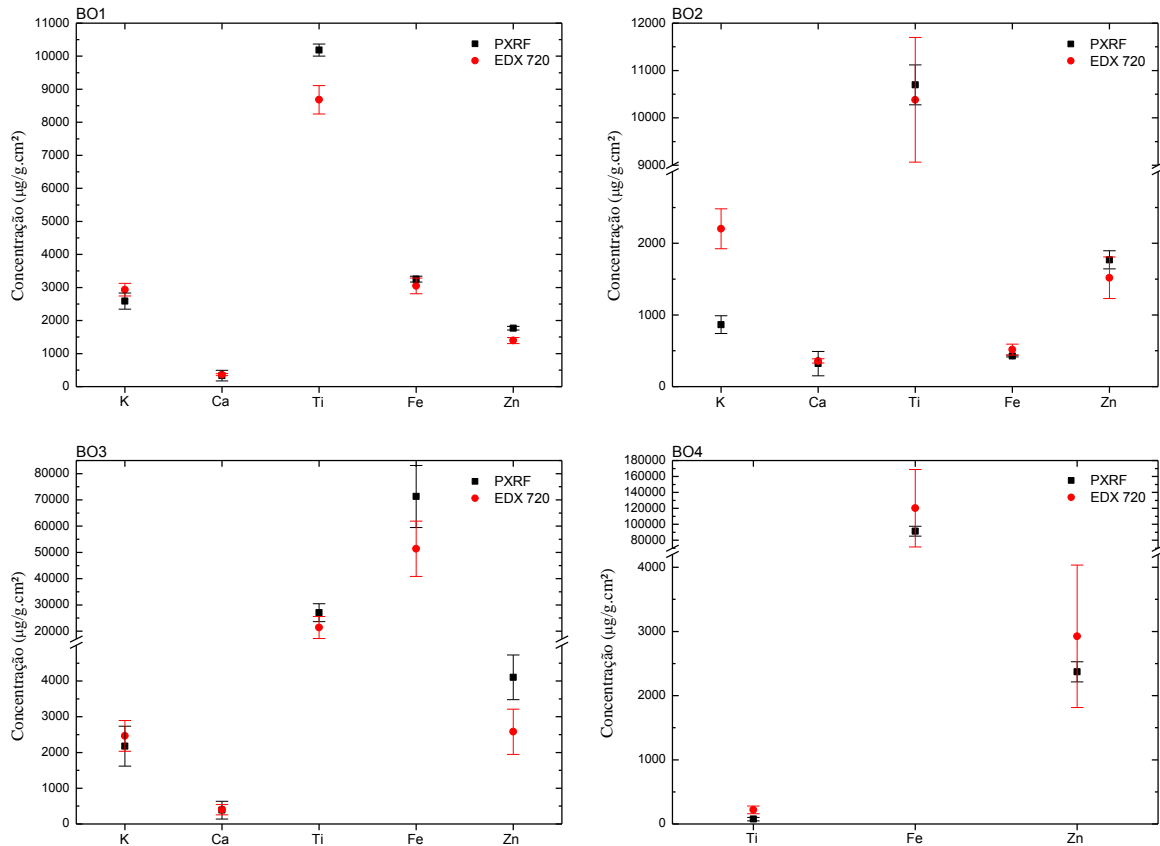 BO1
11000
10000
9000
8000
7000
6000
5000
4000
3000
2000
1000
0
Concentração (µg/g.cm²)
PXRF
EDX 720
K Ca Ti Fe Zn
BO2
12000
11000
10000
9000
2000
1000
0
Concentração (µg/g.cm²)
PXRF
EDX 720
K Ca Ti Fe Zn
BO3
80000
70000
60000
50000
40000
30000
20000
4000
3000
2000
1000
0
Concentração (µg/g.cm²)
PXRF
EDX 720
K Ca Ti Fe Zn
BO4
180000
160000
140000
120000
100000
80000
4000
3000
2000
1000
0
Concentração (µg/g.cm²)
PXRF
EDX 720
Ti Fe Zn